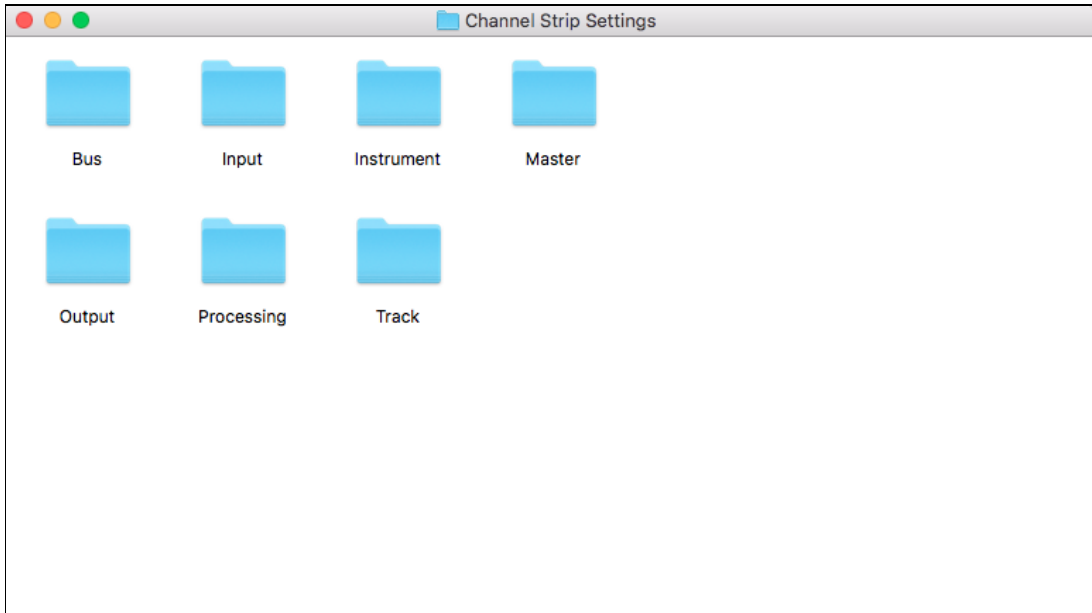 Channel Strip Settings
Bus Input Instrument Master
Output Processing Track